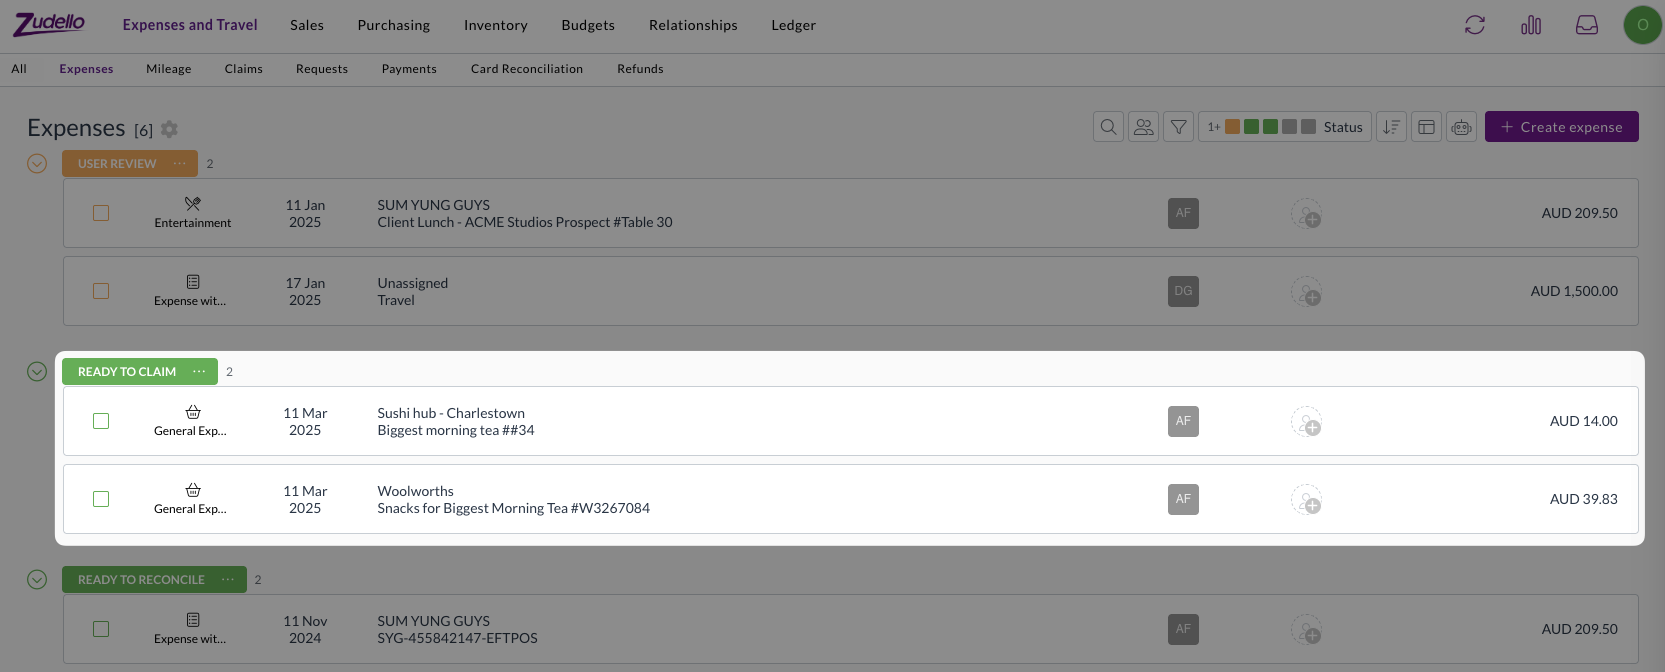 Zudello
Expenses and Travel Sales Purchasing Inventory Budgets Relationships Ledger O
All Expenses Mileage Claims Requests Payments Card Reconciliation Refunds
Expenses [6] 1+ Status + Create expense
USER REVIEW ... 2
Entertainment 11 Jan 2025 SUM YUNG GUYS AF AUD 209.50
Client Lunch - ACME Studios Prospect #Table 30
Expense wit... 17 Jan 2025 Unassigned DG AUD 1,500.00
Travel
READY TO CLAIM ... 2
General Exp... 11 Mar 2025 Sushi hub - Charlestown AF AUD 14.00
Biggest morning tea ##34
General Exp... 11 Mar 2025 Woolworths AF AUD 39.83
Snacks for Biggest Morning Tea #W3267084
READY TO RECONCILE ... 2
Expense wit... 11 Nov 2024 SUM YUNG GUYS AF AUD 209.50
SYG-455842147-EFTPOS